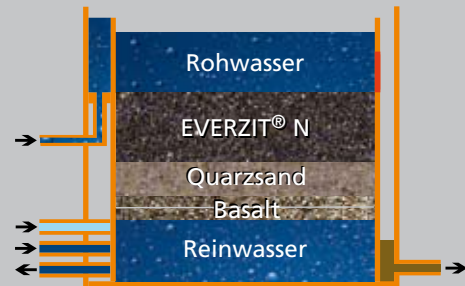 Rohwasser
EVERZIT® N
Quarzsand
Basalt
Reinwasser